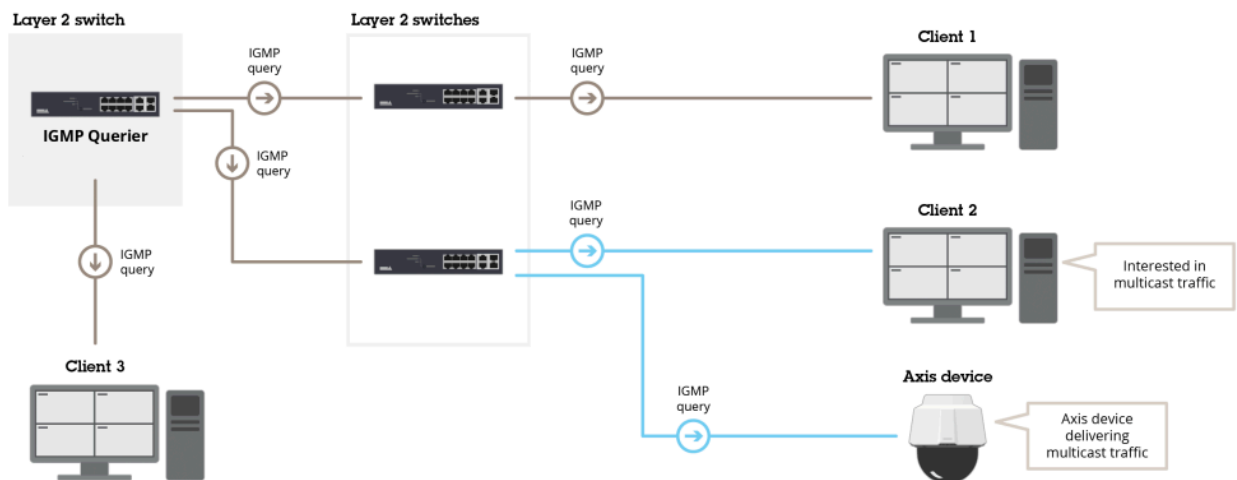 Layer 2 switch
Layer 2 switches
IGMP
query
IGMP
query
Client 1
IGMP Querier
IGMP
query
IGMP
query
Client 2
IGMP
query
Interested in
multicast traffic
Client 3
Axis device
IGMP
query
Axis device
delivering
multicast traffic